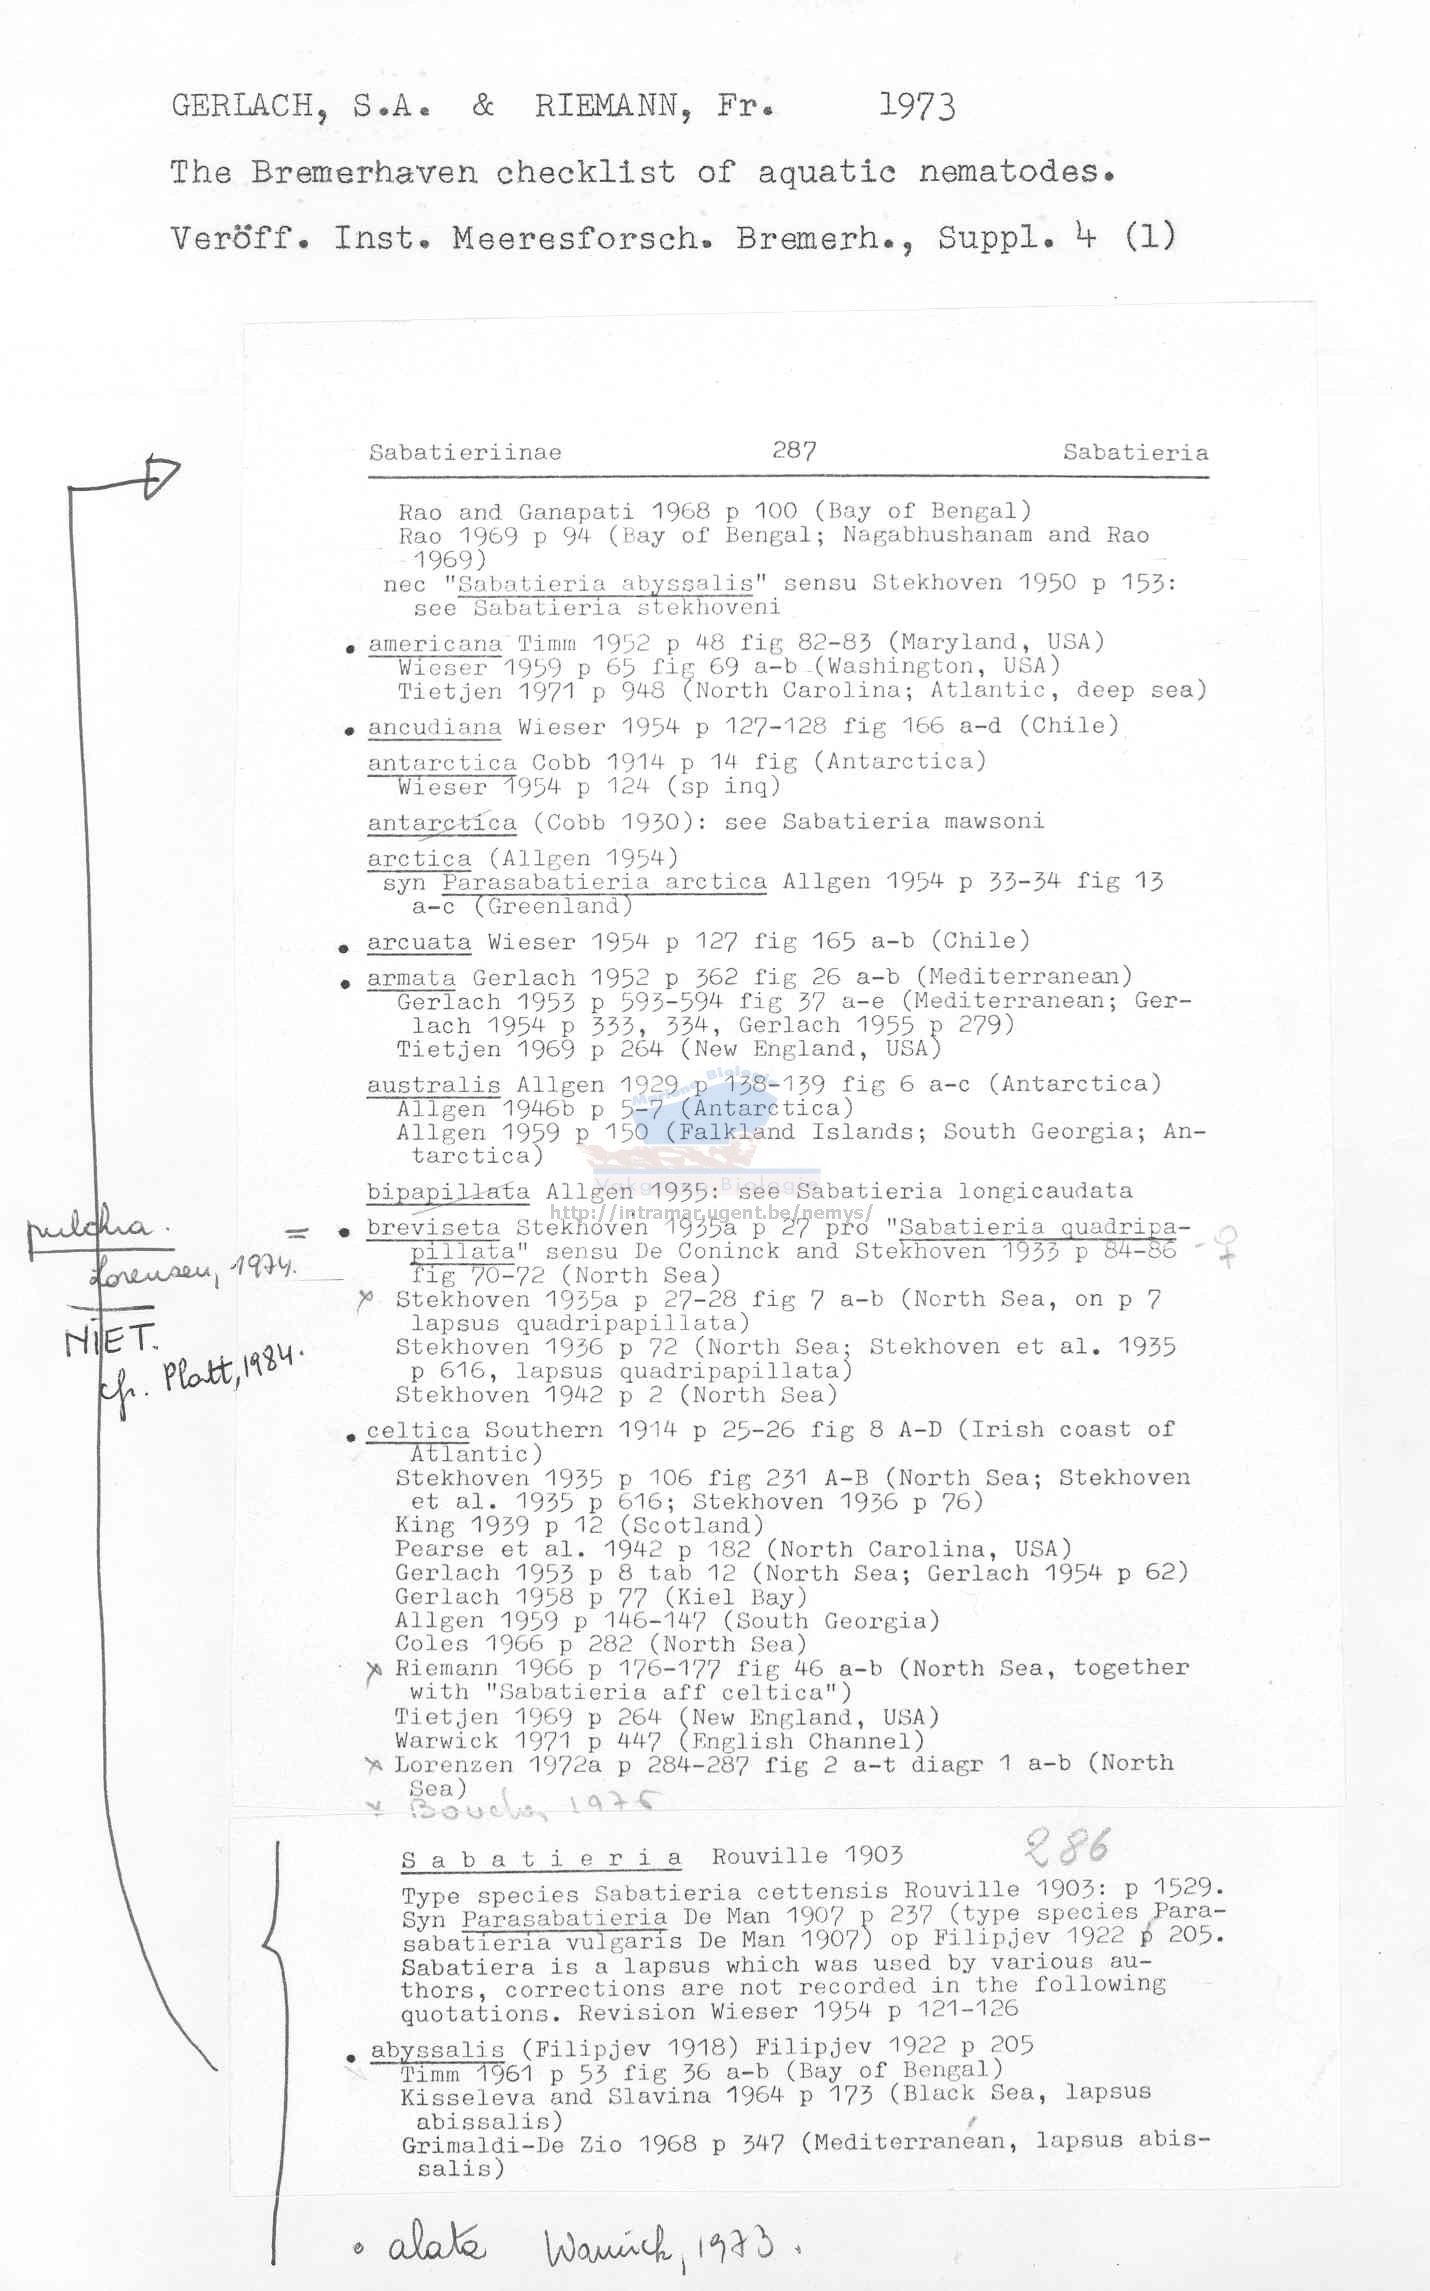 GERLACH, S.A. & RIEMANN, Fr. 1973
The Bremerhaven checklist of aquatic nematodes.
Veröff. Inst. Meeresforsch. Bremerh., Suppl. 4 (1)
Sabatieriinae 287 Sabatieria
Rao and Ganapati 1968 p 100 (Bay of Bengal)
Rao 1969 p 94 (Bay of Bengal; Nagabhushanam and Rao
1969)
nec "Sabatieria abyssalis" sensu Stekhoven 1950 p 153:
see Sabatieria stekhoveni
• americana Timm 1952 p 48 fig 82-83 (Maryland, USA)
Wieser 1959 p 65 fig 69 a-b (Washington, USA)
Tietjen 1971 p 948 (North Carolina; Atlantic, deep sea)
• ancudiana Wieser 1954 p 127-128 fig 166 a-d (Chile)
antarctica Cobb 1914 p 14 fig (Antarctica)
Wieser 1954 p 124 (sp inq)
antarctica (Cobb 1930): see Sabatieria mawsoni
arctica (Allgen 1954)
syn Parasabatieria arctica Allgen 1954 p 33-34 fig 13
a-c (Greenland)
• arcuata Wieser 1954 p 127 fig 165 a-b (Chile)
• armata Gerlach 1952 p 362 fig 26 a-b (Mediterranean)
Gerlach 1953 p 593-594 fig 37 a-e (Mediterranean; Ger-
lach 1954 p 333, 334, Gerlach 1955 p 279)
Tietjen 1969 p 264 (New England, USA)
australis Allgen 1929 p 138-139 fig 6 a-c (Antarctica)
Allgen 1946b p 5-7 (Antarctica)
Allgen 1959 p 150 (Falkland Islands; South Georgia; An-
tarctica)
Mariene Biologie
Vakgroep Biologie
http://intramar.ugent.be/nemys/
bipapillata Allgen 1935: see Sabatieria longicaudata
pulchra.
Lorenzen, 1974.
NIET.
cfr. Platt, 1984.
= • breviseta Stekhoven 1935a p 27 pro "Sabatieria quadripa-
pillata" sensu De Coninck and Stekhoven 1933 p 84-86 - ♀
fig 70-72 (North Sea)
x Stekhoven 1935a p 27-28 fig 7 a-b (North Sea, on p 7
lapsus quadripapillata)
Stekhoven 1936 p 72 (North Sea; Stekhoven et al. 1935
p 616, lapsus quadripapillata)
Stekhoven 1942 p 2 (North Sea)
• celtica Southern 1914 p 25-26 fig 8 A-D (Irish coast of
Atlantic)
Stekhoven 1935 p 106 fig 231 A-B (North Sea; Stekhoven
et al. 1935 p 616; Stekhoven 1936 p 76)
King 1939 p 12 (Scotland)
Pearse et al. 1942 p 182 (North Carolina, USA)
Gerlach 1953 p 8 tab 12 (North Sea; Gerlach 1954 p 62)
Gerlach 1958 p 77 (Kiel Bay)
Allgen 1959 p 146-147 (South Georgia)
Coles 1966 p 282 (North Sea)
x Riemann 1966 p 176-177 fig 46 a-b (North Sea, together
with "Sabatieria aff celtica")
Tietjen 1969 p 264 (New England, USA)
Warwick 1971 p 447 (English Channel)
x Lorenzen 1972a p 284-287 fig 2 a-t diagr 1 a-b (North
Sea)
x Boucher 1976
Sabatieria Rouville 1903 286
Type species Sabatieria cettensis Rouville 1903: p 1529.
Syn Parasabatieria De Man 1907 p 237 (type species Para-
sabatieria vulgaris De Man 1907) op Filipjev 1922 p 205.
Sabatiera is a lapsus which was used by various au-
thors, corrections are not recorded in the following
quotations. Revision Wieser 1954 p 121-126
• abyssalis (Filipjev 1918) Filipjev 1922 p 205
Timm 1961 p 53 fig 36 a-b (Bay of Bengal)
Kisseleva and Slavina 1964 p 173 (Black Sea, lapsus
abissalis)
Grimaldi-De Zio 1968 p 347 (Mediterranean, lapsus abis-
salis)
• alata Warwick, 1973.